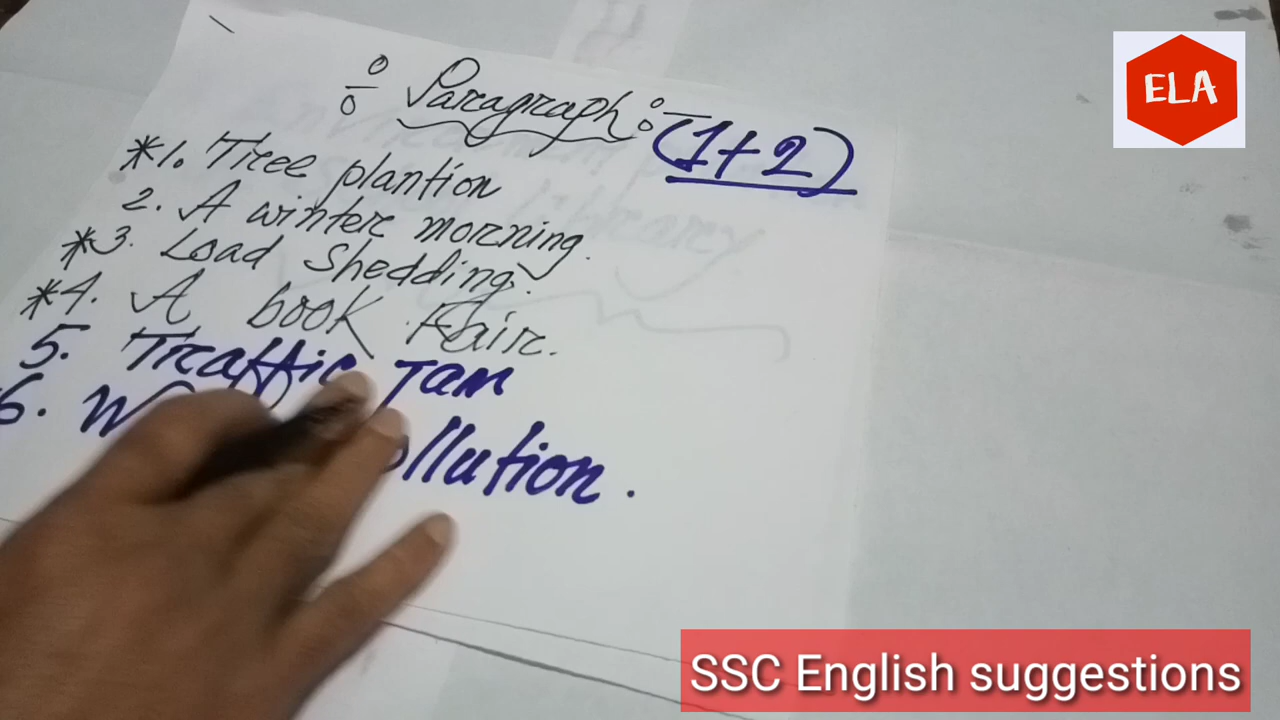 ELA
Paragraph:- (1+2)
*1. Tree plantion
2. A winter morning.
*3. Load shedding.
*4. A book Fair.
5. Traffic Jam
6.
SSC English suggestions